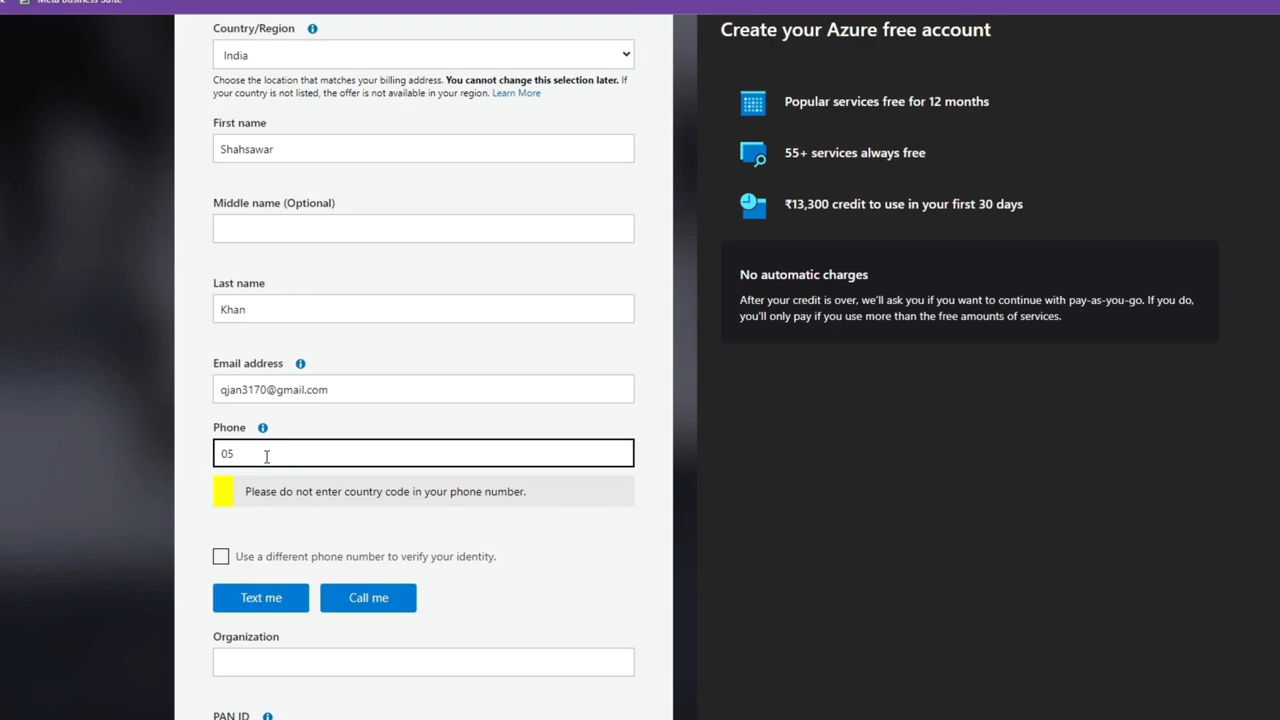 Meta Business Suite
Country/Region
India
Choose the location that matches your billing address. You cannot change this selection later. If
your country is not listed, the offer is not available in your region. Learn More
First name
Shahsawar
Middle name (Optional)
Last name
Khan
Email address
qjan3170@gmail.com
Phone
05
Please do not enter country code in your phone number.
Use a different phone number to verify your identity.
Text me Call me
Organization
PAN ID
Create your Azure free account
Popular services free for 12 months
55+ services always free
₹13,300 credit to use in your first 30 days
No automatic charges
After your credit is over, we'll ask you if you want to continue with pay-as-you-go. If you do,
you'll only pay if you use more than the free amounts of services.